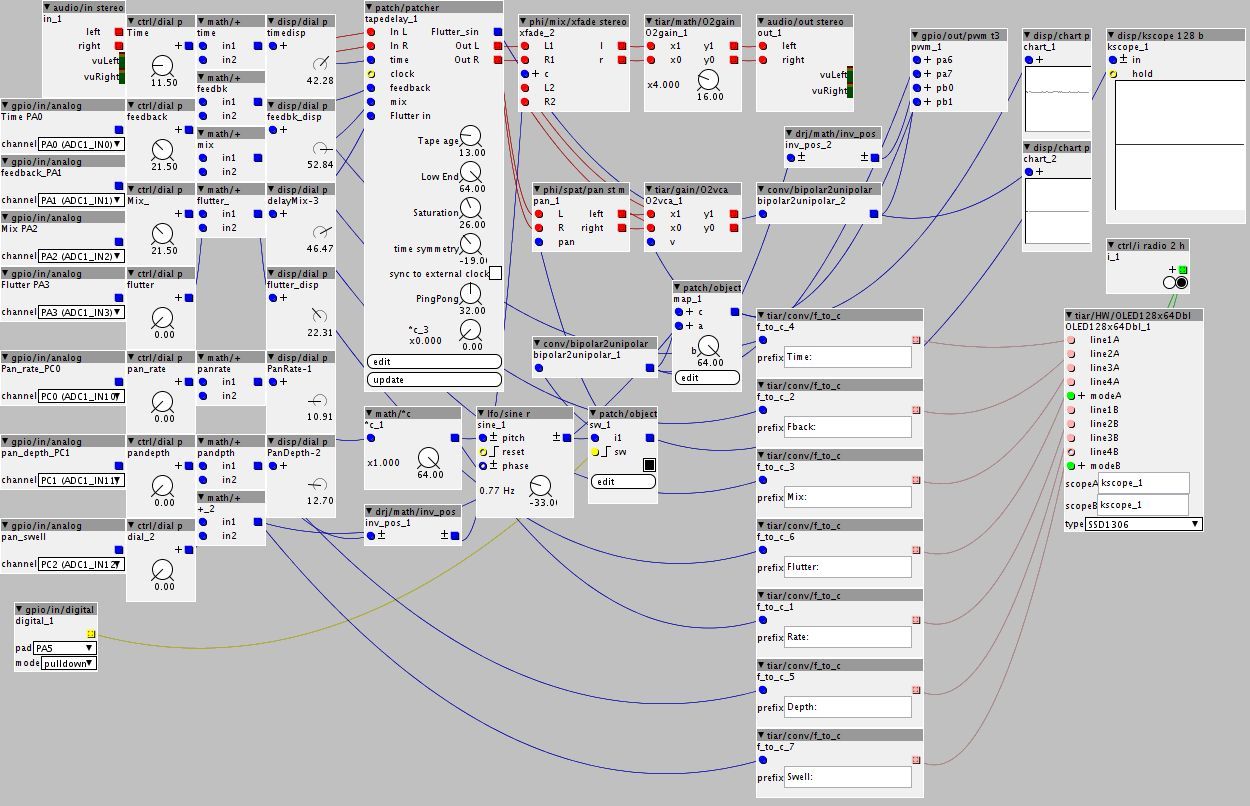 audio/in stereo
in_1
left
right
vuLeft
vuRight
ctrl/dial p
Time
11.50
math/+
time
in1
in2
disp/dial p
timedisp
42.28
math/+
feedbk
in1
in2
gpio/in/analog
Time PA0
channel PA0 (ADC1_IN0)
ctrl/dial p
feedback
21.50
disp/dial p
feedbk_disp
52.84
math/+
mix
in1
in2
gpio/in/analog
feedback_PA1
channel PA1 (ADC1_IN1)
ctrl/dial p
Mix_
21.50
math/+
flutter_
in1
in2
disp/dial p
delayMix-3
46.47
gpio/in/analog
Mix PA2
channel PA2 (ADC1_IN2)
gpio/in/analog
Flutter PA3
channel PA3 (ADC1_IN3)
ctrl/dial p
flutter
0.00
disp/dial p
flutter_disp
22.31
gpio/in/analog
Pan_rate_PC0
channel PC0 (ADC1_IN10
ctrl/dial p
pan_rate
0.00
math/+
panrate
in1
in2
disp/dial p
PanRate-1
10.91
gpio/in/analog
pan_depth_PC1
channel PC1 (ADC1_IN11
ctrl/dial p
pandepth
0.00
math/+
pandpth
in1
in2
disp/dial p
PanDepth-2
12.70
math/+
+_2
in1
in2
gpio/in/analog
pan_swell
channel PC2 (ADC1_IN12
ctrl/dial p
dial_2
0.00
gpio/in/digital
digital_1
pad PA5
mode pulldown
patch/patcher
tapedelay_1
In L Flutter_sin
In R Out L
time Out R
clock
feedback
mix
Flutter in
Tape age
13.00
Low End
64.00
Saturation
26.00
time symmetry
-19.0
sync to external clock
PingPong
32.00
*c_3
x0.000
0.00
edit
update
math/*c
*c_1
x1.000
64.00
lfo/sine r
sine_1
pitch
reset
phase
0.77 Hz
-33.0
drj/math/inv_pos
inv_pos_1
phi/mix/xfade stereo
xfade_2
L1 l
R1 r
c
L2
R2
tiar/math/O2gain
O2gain_1
x1 y1
x0 y0
x4.000
16.00
audio/out stereo
out_1
left
right
vuLeft
vuRight
phi/spat/pan st m
pan_1
L left
R right
pan
tiar/gain/O2vca
O2vca_1
x1 y1
x0 y0
v
drj/math/inv_pos
inv_pos_2
conv/bipolar2unipolar
bipolar2unipolar_2
patch/object
map_1
c
a
b
64.00
edit
conv/bipolar2unipolar
bipolar2unipolar_1
patch/object
sw_1
i1
sw
edit
gpio/out/pwm t3
pwm_1
pa6
pa7
pb0
pb1
disp/chart p
chart_1
disp/chart p
chart_2
disp/kscope 128 b
kscope_1
in
hold
ctrl/i radio 2 h
i_1
tiar/conv/f_to_c
f_to_c_4
prefix Time:
tiar/conv/f_to_c
f_to_c_2
prefix Fback:
tiar/conv/f_to_c
f_to_c_3
prefix Mix:
tiar/conv/f_to_c
f_to_c_6
prefix Flutter:
tiar/conv/f_to_c
f_to_c_1
prefix Rate:
tiar/conv/f_to_c
f_to_c_5
prefix Depth:
tiar/conv/f_to_c
f_to_c_7
prefix Swell:
tiar/HW/OLED128x64Dbl
OLED128x64Dbl_1
line1A
line2A
line3A
line4A
modeA
line1B
line2B
line3B
line4B
modeB
scopeA kscope_1
scopeB kscope_1
type SSD1306